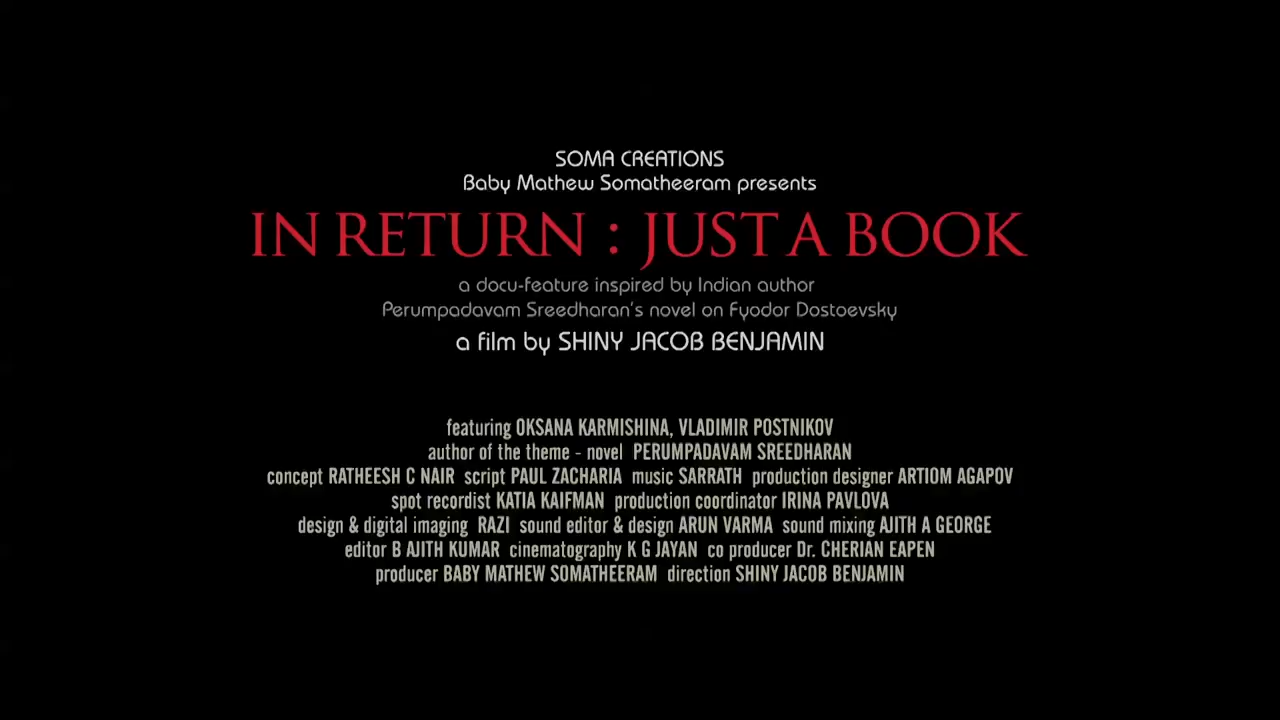 SOMA CREATIONS
Baby Mathew Somatheeram presents
IN RETURN : JUST A BOOK
a docu-feature inspired by Indian author
Perumpadavam Sreedharan's novel on Fyodor Dostoevsky
a film by SHINY JACOB BENJAMIN
featuring OKSANA KARMISHINA, VLADIMIR POSTNIKOV
author of the theme - novel PERUMPADAVAM SREEDHARAN
concept RATHEESH C NAIR script PAUL ZACHARIA music SARRATH production designer ARTIOM AGAPOV
spot recordist KATIA KAIFMAN production coordinator IRINA PAVLOVA
design & digital imaging RAZI sound editor & design ARUN VARMA sound mixing AJITH A GEORGE
editor B AJITH KUMAR cinematography K G JAYAN co producer Dr. CHERIAN EAPEN
producer BABY MATHEW SOMATHEERAM direction SHINY JACOB BENJAMIN